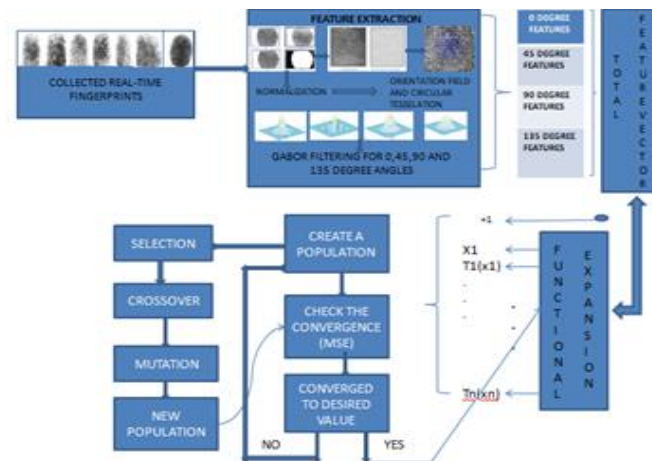 FEATURE EXTRACTION
COLLECTED REAL-TIME
FINGERPRINTS
NORMALIZATION
ORIENTATION FIELD
AND CIRCULAR
TESSELATION
GABOR FILTERING FOR 0,45,90 AND
135 DEGREE ANGLES
0 DEGREE
FEATURES
45 DEGREE
FEATURES
90 DEGREE
FEATURES
135 DEGREE
FEATURES
TOTAL
FEATUREVECTOR
SELECTION
CROSSOVER
MUTATION
NEW
POPULATION
CREATE A
POPULATION
CHECK THE
CONVERGENCE
(MSE)
CONVERGED
TO DESIRED
VALUE
NO
YES
+1
X1
T1(x1)
Tn(xn)
FUNCTIONAL
EXPANSION